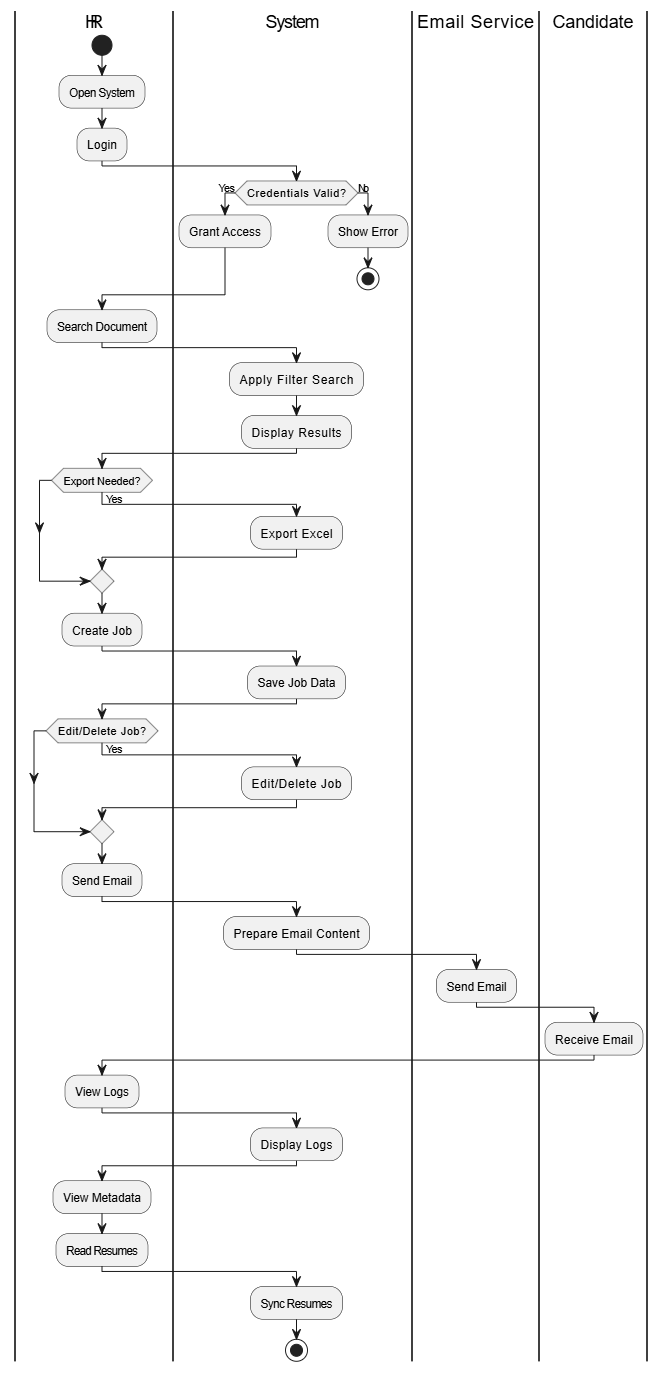 HR
System
Email Service
Candidate
Open System
Login
Yes
Credentials Valid?
No
Grant Access
Show Error
Search Document
Apply Filter Search
Display Results
Export Needed?
Yes
Export Excel
Create Job
Save Job Data
Edit/Delete Job?
Yes
Edit/Delete Job
Send Email
Prepare Email Content
Send Email
Receive Email
View Logs
Display Logs
View Metadata
Read Resumes
Sync Resumes